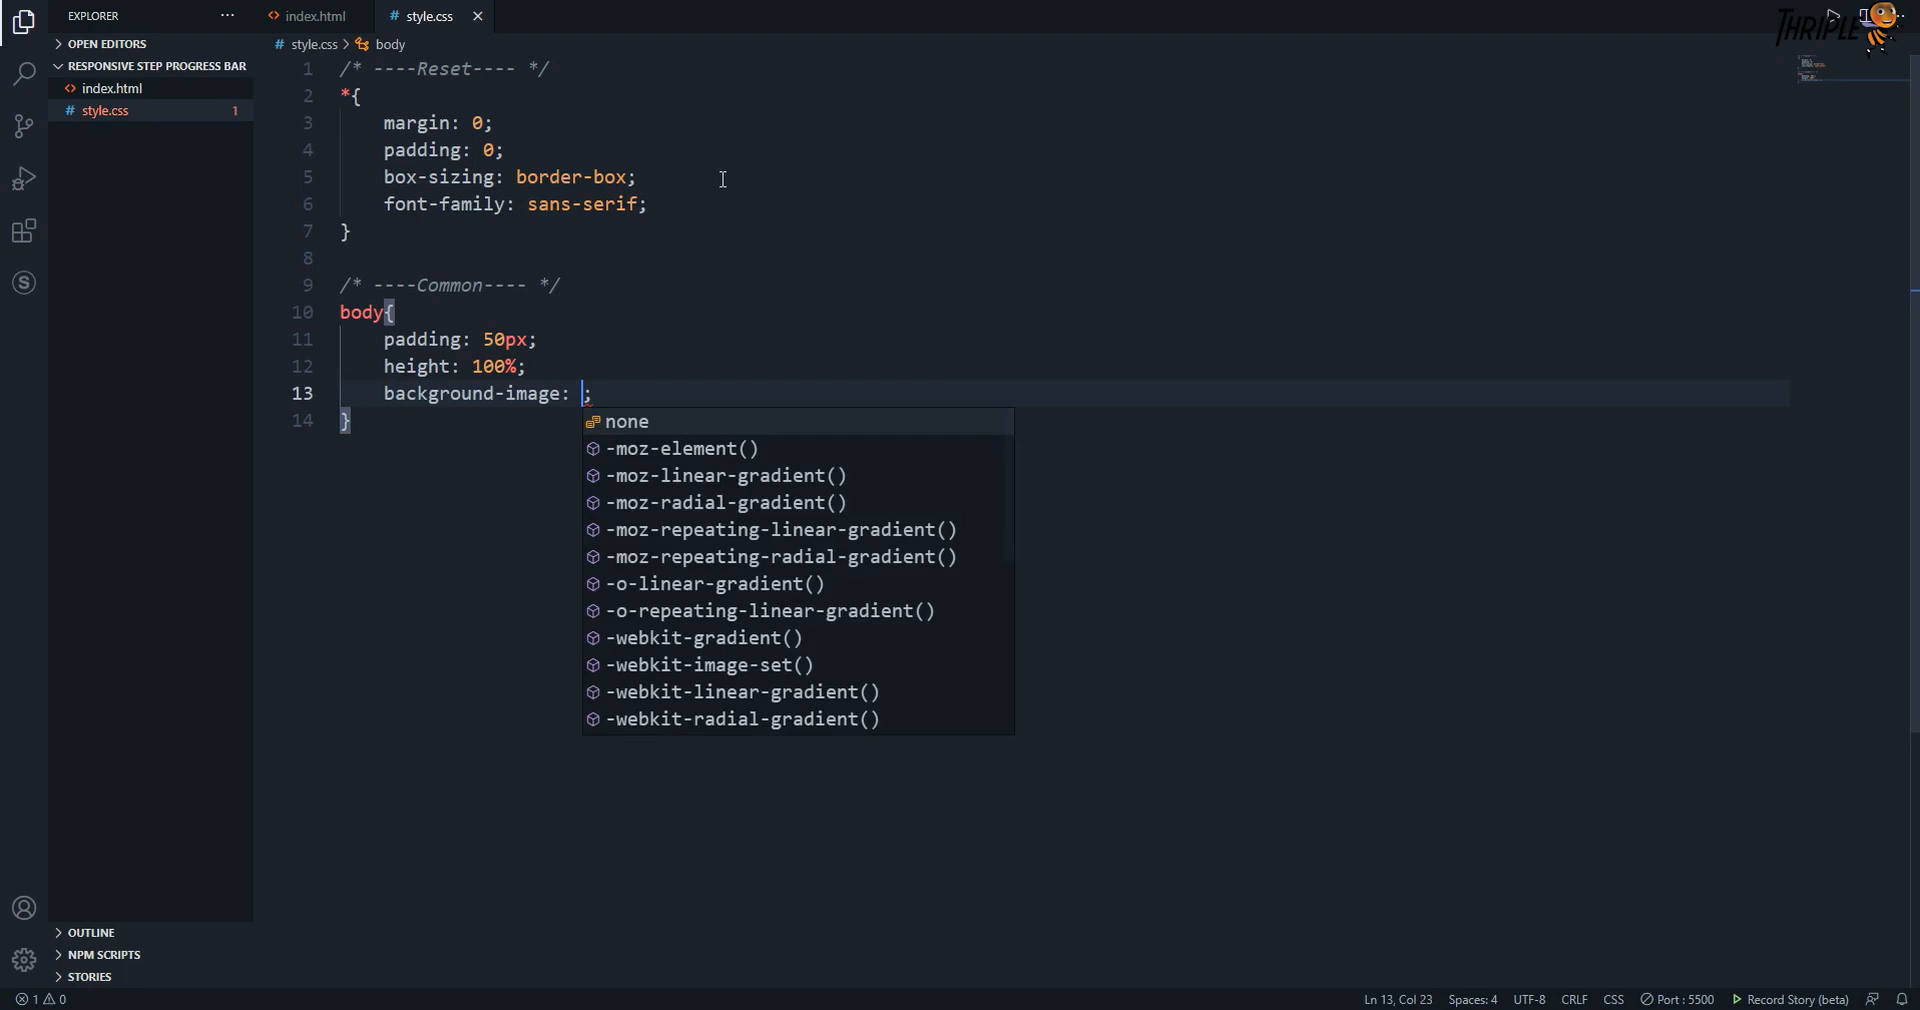 EXPLORER
···
<> index.html
# style.css ×
THRIPLE
> OPEN EDITORS
# style.css > body
RESPONSIVE STEP PROGRESS BAR
<> index.html
# style.css 1
1 /* ----Reset---- */
2 *{
3 margin: 0;
4 padding: 0;
5 box-sizing: border-box;
6 font-family: sans-serif;
7 }
8
9 /* ----Common---- */
10 body{
11 padding: 50px;
12 height: 100%;
13 background-image: ;
14 }
none
-moz-element()
-moz-linear-gradient()
-moz-radial-gradient()
-moz-repeating-linear-gradient()
-moz-repeating-radial-gradient()
-o-linear-gradient()
-o-repeating-linear-gradient()
-webkit-gradient()
-webkit-image-set()
-webkit-linear-gradient()
-webkit-radial-gradient()
> OUTLINE
> NPM SCRIPTS
> STORIES
1 0
Ln 13, Col 23 Spaces: 4 UTF-8 CRLF CSS Port : 5500 Record Story (beta)